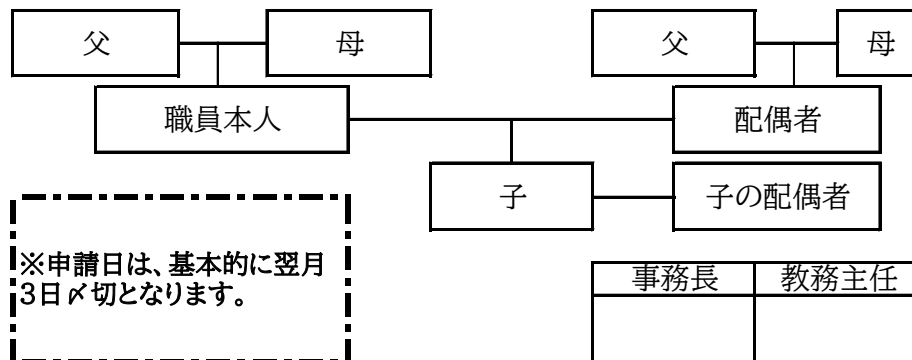 父 母 父 母
職員本人 配偶者
子 子の配偶者
※申請日は、基本的に翌月
3日〆切となります。
事務長 教務主任